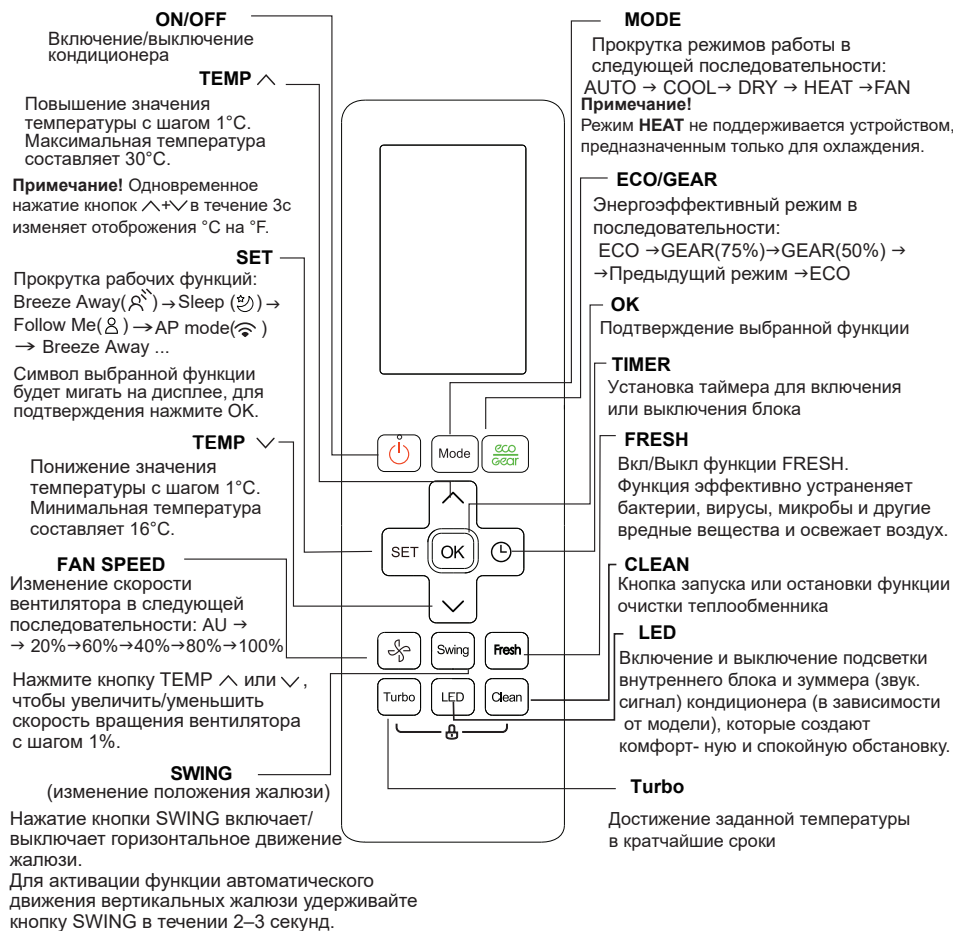 ON/OFF
Включение/выключение
кондиционера
TEMP
Повышение значения
температуры с шагом 1°C.
Максимальная температура
составляет 30°C.
Примечание! Одновременное
нажатие кнопок + в течение 3с
изменяет отоброжения °C на °F.
SET
Прокрутка рабочих функций:
Breeze Away( ) → Sleep ( ) →
Follow Me( ) → AP mode( )
→ Breeze Away ...
Символ выбранной функции
будет мигать на дисплее, для
подтверждения нажмите OK.
TEMP
Понижение значения
температуры с шагом 1°C.
Минимальная температура
составляет 16°C.
FAN SPEED
Изменение скорости
вентилятора в следующей
последовательности: AU →
→ 20%→60%→40%→80%→100%
Нажмите кнопку TEMP или ,
чтобы увеличить/уменьшить
скорость вращения вентилятора
с шагом 1%.
SWING
(изменение положения жалюзи)
Нажатие кнопки SWING включает/
выключает горизонтальное движение
жалюзи.
Для активации функции автоматического
движения вертикальных жалюзи удерживайте
кнопку SWING в течении 2–3 секунд.
Mode
eco
Gear
SET
OK
Swing
Fresh
Turbo
LED
Clean
MODE
Прокрутка режимов работы в
следующей последовательности:
AUTO → COOL→ DRY → HEAT →FAN
Примечание!
Режим HEAT не поддерживается устройством,
предназначенным только для охлаждения.
ECO/GEAR
Энергоэффективный режим в
последовательности:
ECO →GEAR(75%)→GEAR(50%) →
→Предыдущий режим →ECO
OK
Подтверждение выбранной функции
TIMER
Установка таймера для включения
или выключения блока
FRESH
Вкл/Выкл функции FRESH.
Функция эффективно устраненяет
бактерии, вирусы, микробы и другие
вредные вещества и освежает воздух.
CLEAN
Кнопка запуска или остановки функции
очистки теплообменника
LED
Включение и выключение подсветки
внутреннего блока и зуммера (звук.
сигнал) кондиционера (в зависимости
от модели), которые создают
комфорт- ную и спокойную обстановку.
Turbo
Достижение заданной температуры
в кратчайшие сроки